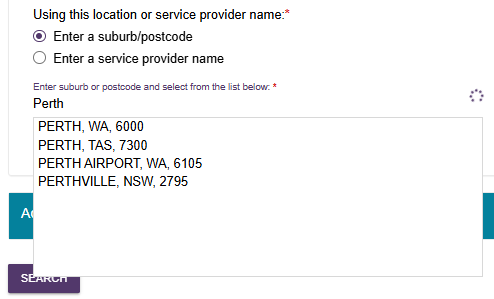 Using this location or service provider name:*
Enter a suburb/postcode
Enter a service provider name
Enter suburb or postcode and select from the list below: *
Perth
PERTH, WA, 6000
PERTH, TAS, 7300
PERTH AIRPORT, WA, 6105
PERTHVILLE, NSW, 2795
SEARCH